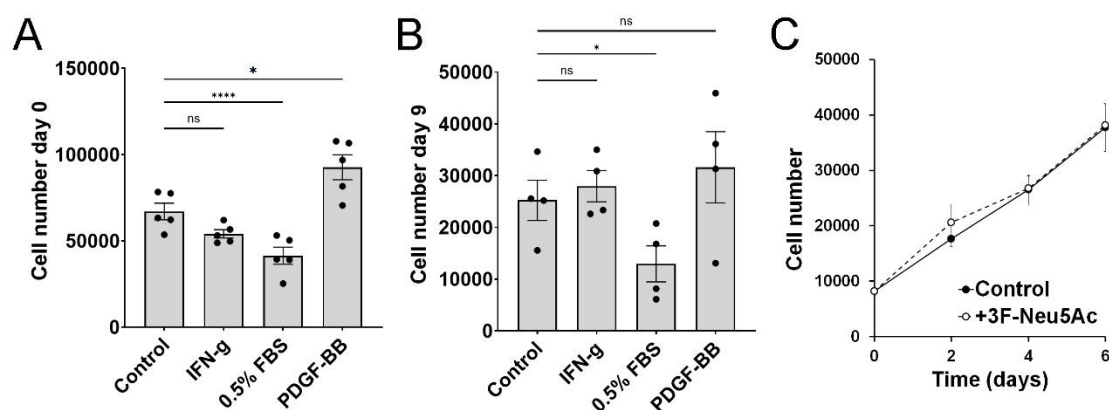 A
Cell number day 0
150000
100000
50000
0
*
****
ns
Control
IFN-g
0.5% FBS
PDGF-BB
B
Cell number day 9
50000
40000
30000
20000
10000
0
ns
*
ns
Control
IFN-g
0.5% FBS
PDGF-BB
C
Cell number
50000
40000
30000
20000
10000
0
Control
+3F-Neu5Ac
0 2 4 6
Time (days)